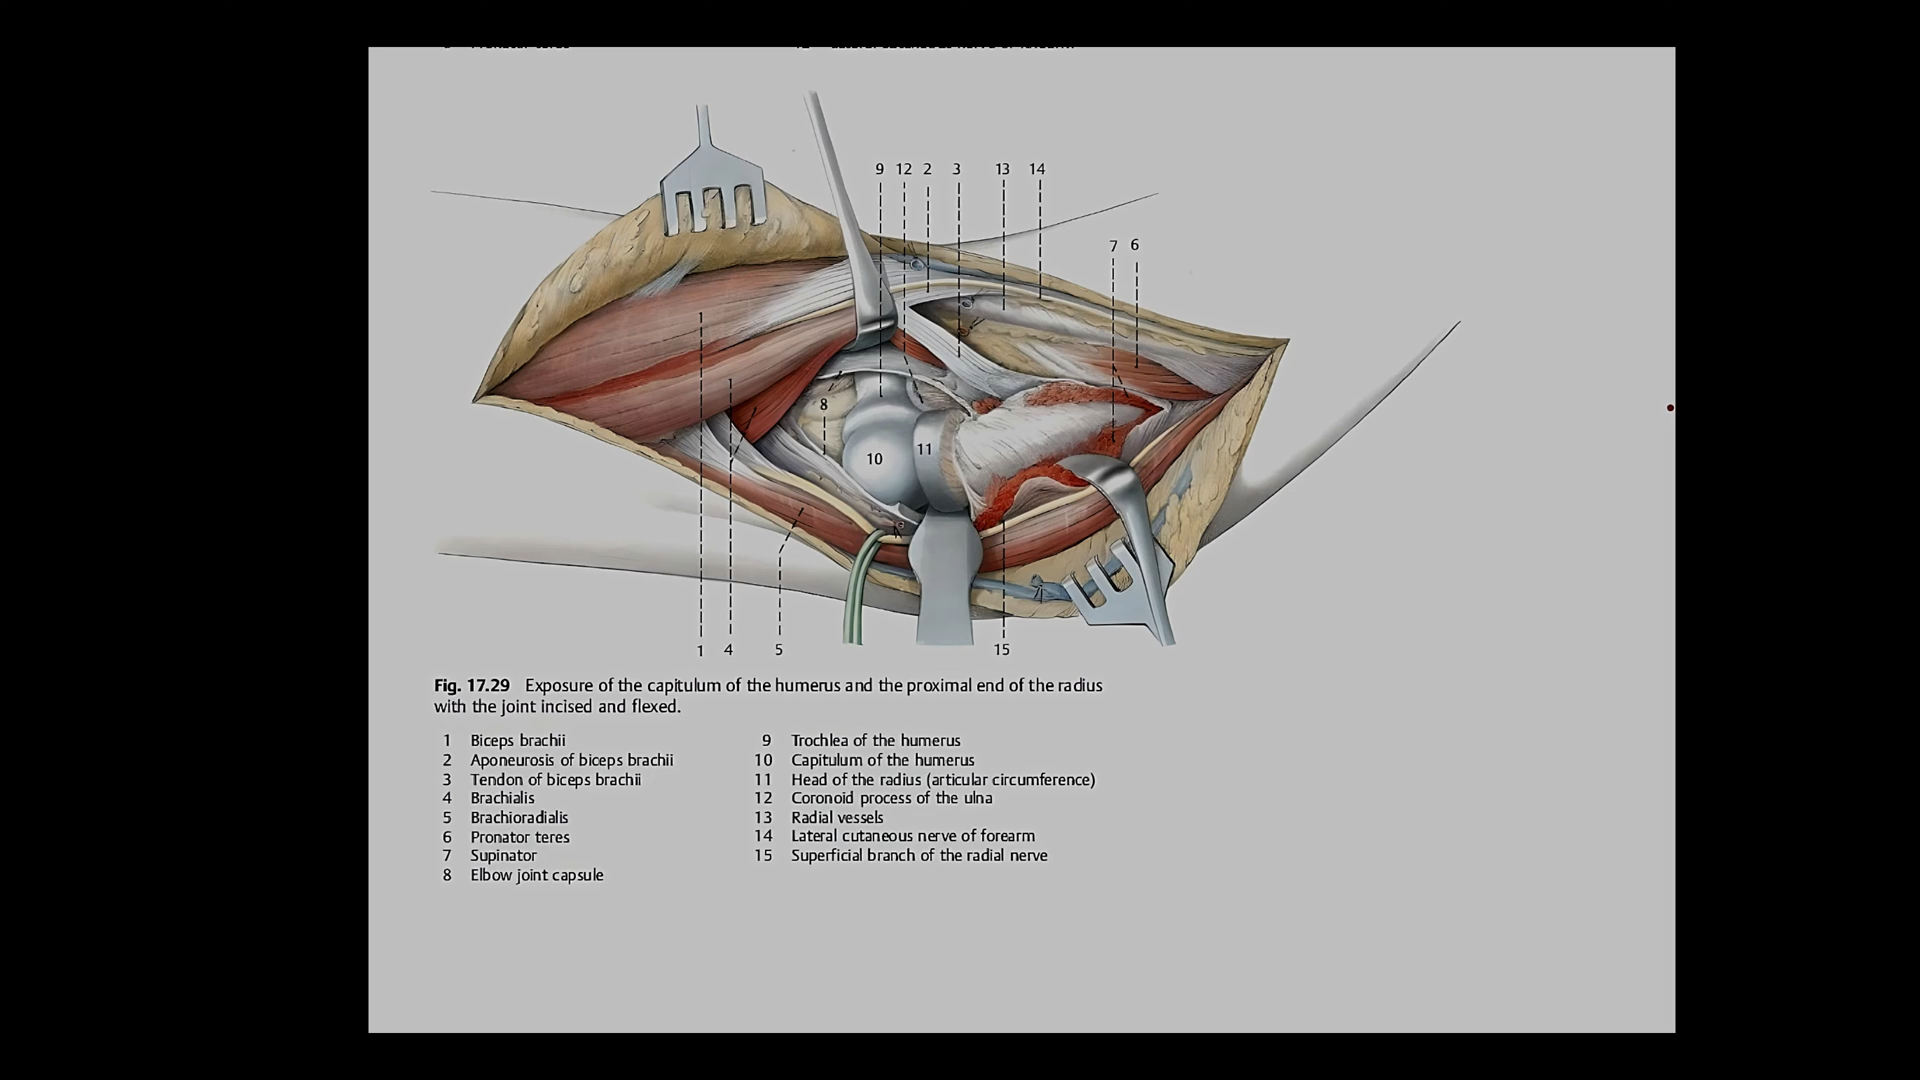 9 12 2 3 13 14
7 6
8
10
11
1 4 5 15
Fig. 17.29 Exposure of the capitulum of the humerus and the proximal end of the radius
with the joint incised and flexed.
1 Biceps brachii
2 Aponeurosis of biceps brachii
3 Tendon of biceps brachii
4 Brachialis
5 Brachioradialis
6 Pronator teres
7 Supinator
8 Elbow joint capsule
9 Trochlea of the humerus
10 Capitulum of the humerus
11 Head of the radius (articular circumference)
12 Coronoid process of the ulna
13 Radial vessels
14 Lateral cutaneous nerve of forearm
15 Superficial branch of the radial nerve